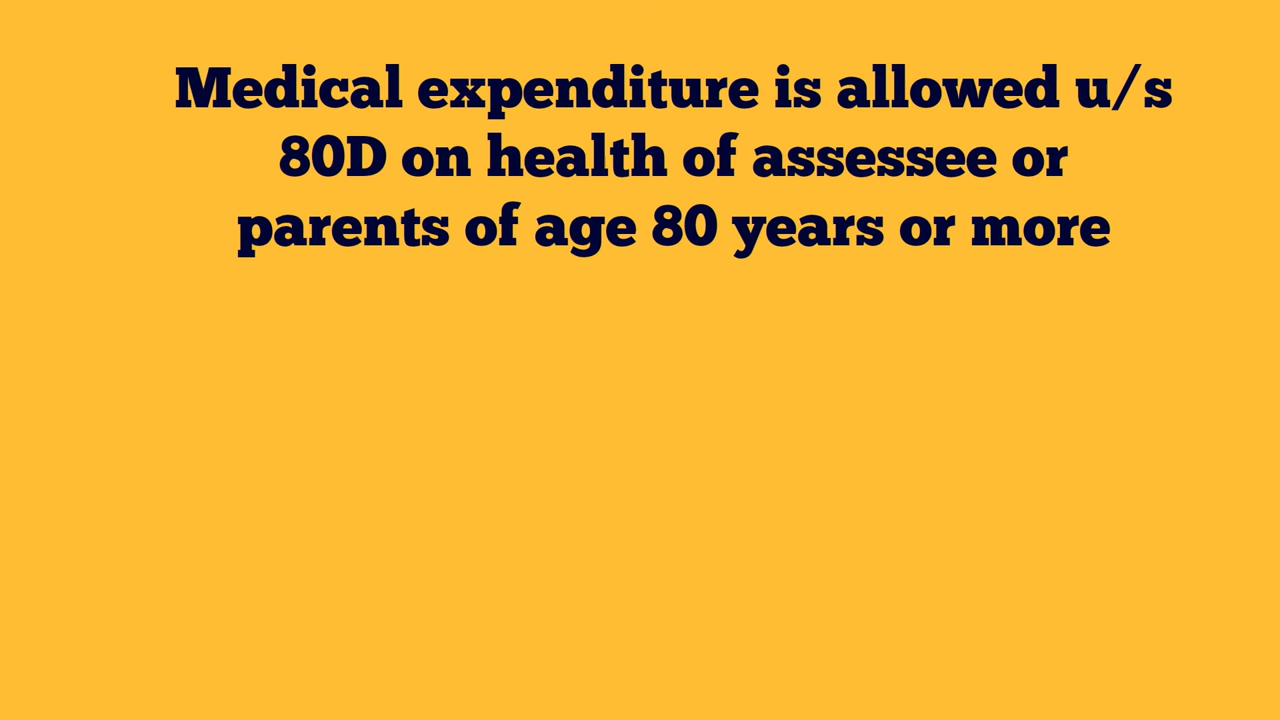 Medical expenditure is allowed u/s
80D on health of assessee or
parents of age 80 years or more